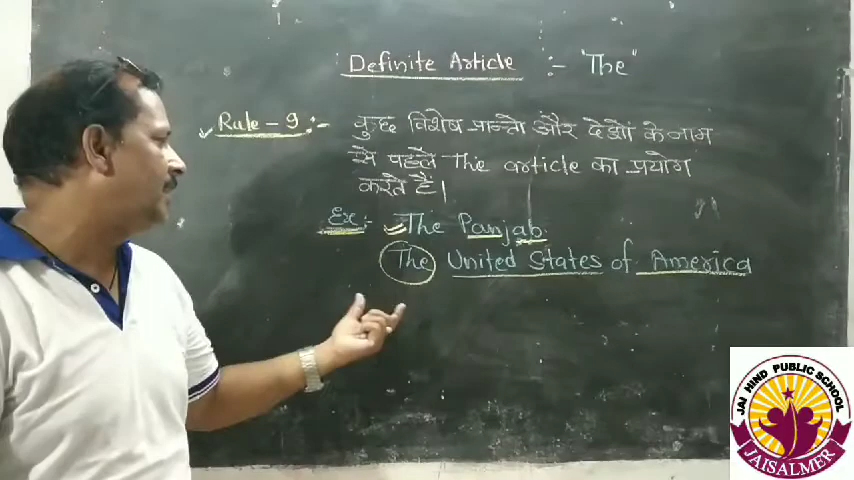 Definite Article :- "The"
Rule - 9 :- कुछ विशेष प्रान्तो और देशों के नाम
से पहले The article का प्रयोग
करते हैं।
Ex:- The Panjab.
The United States of America
JAI HIND PUBLIC SCHOOL
JAISALMER